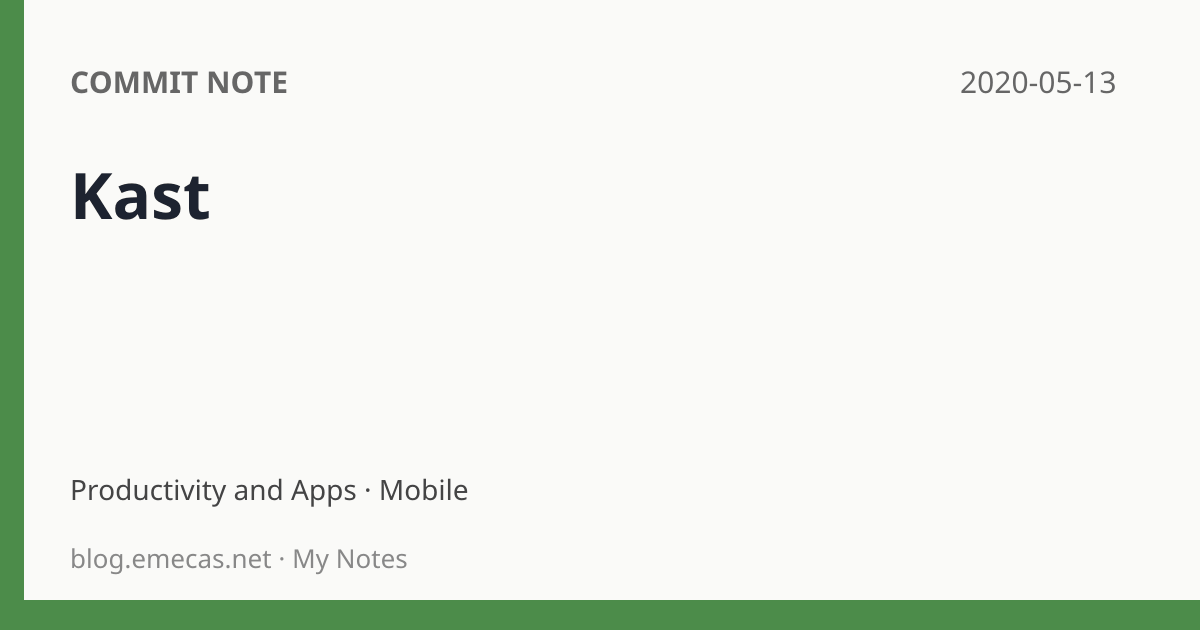 COMMIT NOTE
2020-05-13
Kast
Productivity and Apps · Mobile
blog.emecas.net · My Notes